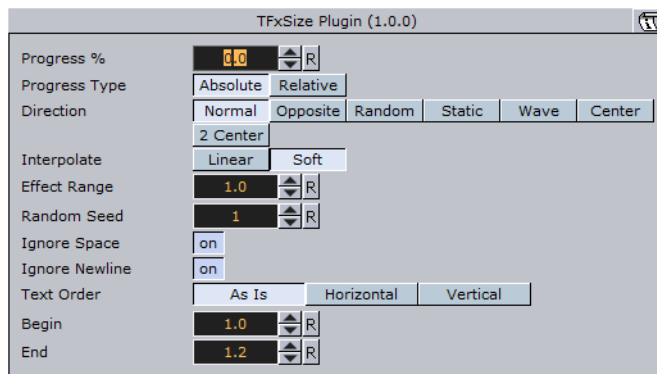 TFxSize Plugin (1.0.0)
Progress % 0.0 R
Progress Type Absolute Relative
Direction Normal Opposite Random Static Wave Center
2 Center
Interpolate Linear Soft
Effect Range 1.0 R
Random Seed 1 R
Ignore Space on
Ignore Newline on
Text Order As Is Horizontal Vertical
Begin 1.0 R
End 1.2 R